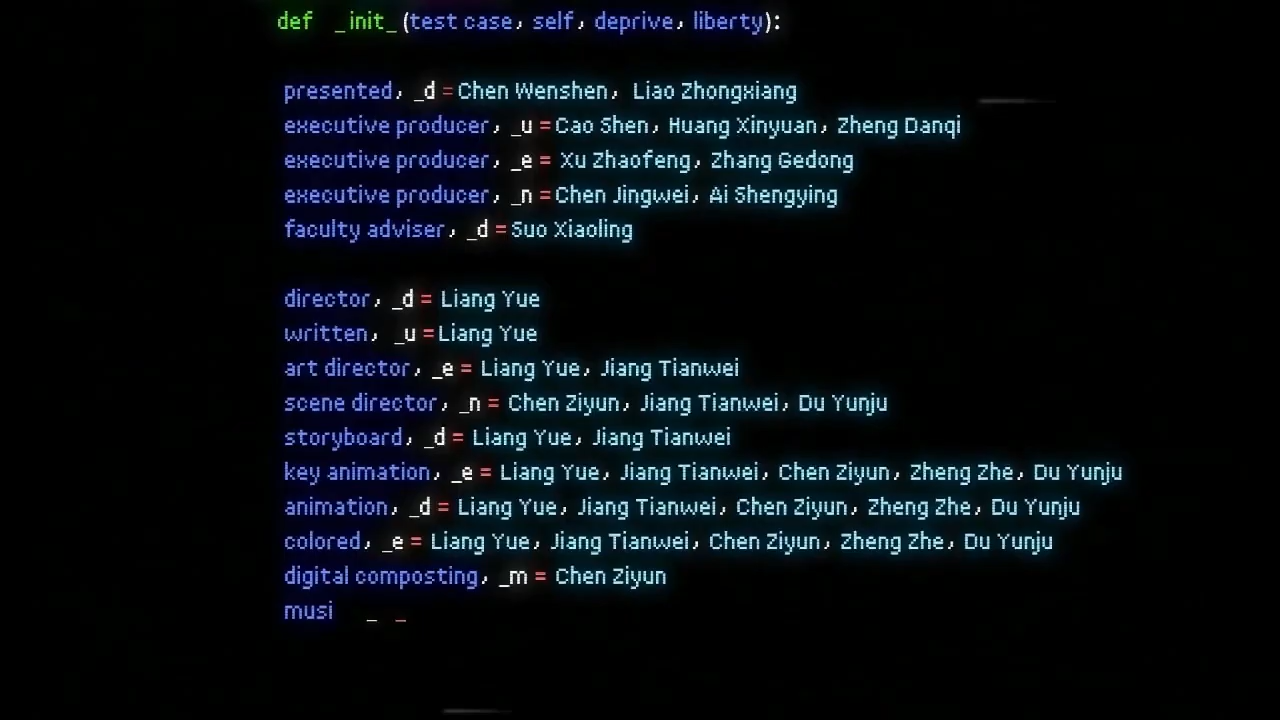 def _init_(test case, self, deprive, liberty):
presented, _d =Chen Wenshen, Liao Zhongxiang
executive producer, _u =Cao Shen, Huang Xinyuan, Zheng Danqi
executive producer, _e = Xu Zhaofeng, Zhang Gedong
executive producer, _n =Chen Jingwei, Ai Shengying
faculty adviser, _d =Suo Xiaoling
director, _d = Liang Yue
written, _u =Liang Yue
art director, _e = Liang Yue, Jiang Tianwei
scene director, _n = Chen Ziyun, Jiang Tianwei, Du Yunju
storyboard, _d = Liang Yue, Jiang Tianwei
key animation, _e = Liang Yue, Jiang Tianwei, Chen Ziyun, Zheng Zhe, Du Yunju
animation, _d = Liang Yue, Jiang Tianwei, Chen Ziyun, Zheng Zhe, Du Yunju
colored, _e = Liang Yue, Jiang Tianwei, Chen Ziyun, Zheng Zhe, Du Yunju
digital composting, _m = Chen Ziyun
musi _ _